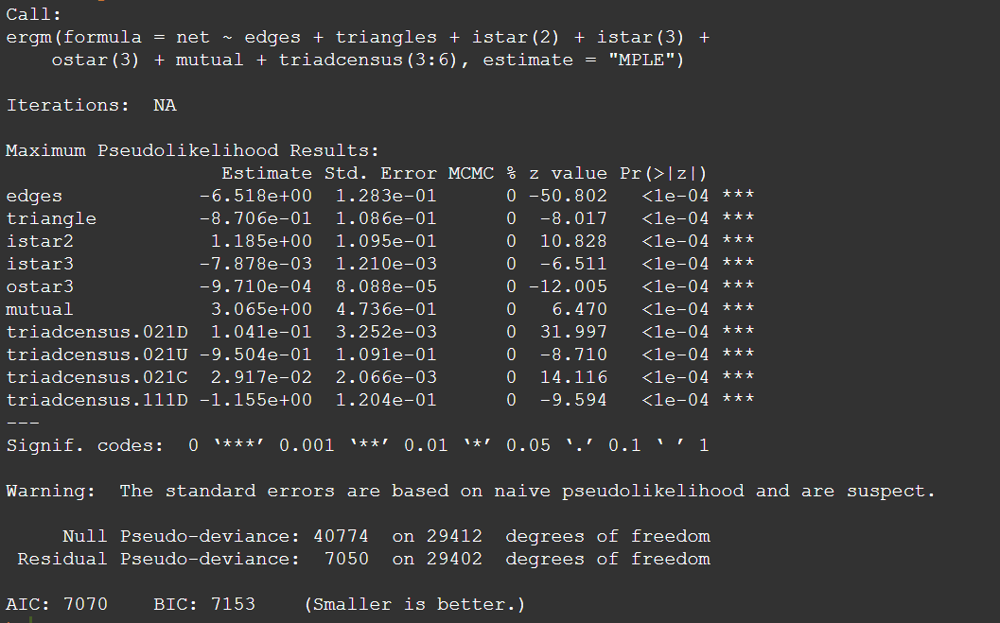 Call:
ergm(formula = net ~ edges + triangles + istar(2) + istar(3) +
    ostar(3) + mutual + triadcensus(3:6), estimate = "MPLE")

Iterations:  NA

Maximum Pseudolikelihood Results:
                   Estimate Std. Error MCMC % z value Pr(>|z|)
edges            -6.518e+00  1.283e-01      0 -50.802   <1e-04 ***
triangle         -8.706e-01  1.086e-01      0  -8.017   <1e-04 ***
istar2            1.185e+00  1.095e-01      0  10.828   <1e-04 ***
istar3           -7.878e-03  1.210e-03      0  -6.511   <1e-04 ***
ostar3           -9.710e-04  8.088e-05      0 -12.005   <1e-04 ***
mutual            3.065e+00  4.736e-01      0   6.470   <1e-04 ***
triadcensus.021D  1.041e-01  3.252e-03      0  31.997   <1e-04 ***
triadcensus.021U -9.504e-01  1.091e-01      0  -8.710   <1e-04 ***
triadcensus.021C  2.917e-02  2.066e-03      0  14.116   <1e-04 ***
triadcensus.111D -1.155e+00  1.204e-01      0  -9.594   <1e-04 ***
---
Signif. codes:  0 ‘***’ 0.001 ‘**’ 0.01 ‘*’ 0.05 ‘.’ 0.1 ‘ ’ 1

Warning:  The standard errors are based on naive pseudolikelihood and are suspect.

     Null Pseudo-deviance: 40774  on 29412  degrees of freedom
 Residual Pseudo-deviance:  7050  on 29402  degrees of freedom

AIC: 7070    BIC: 7153    (Smaller is better.)